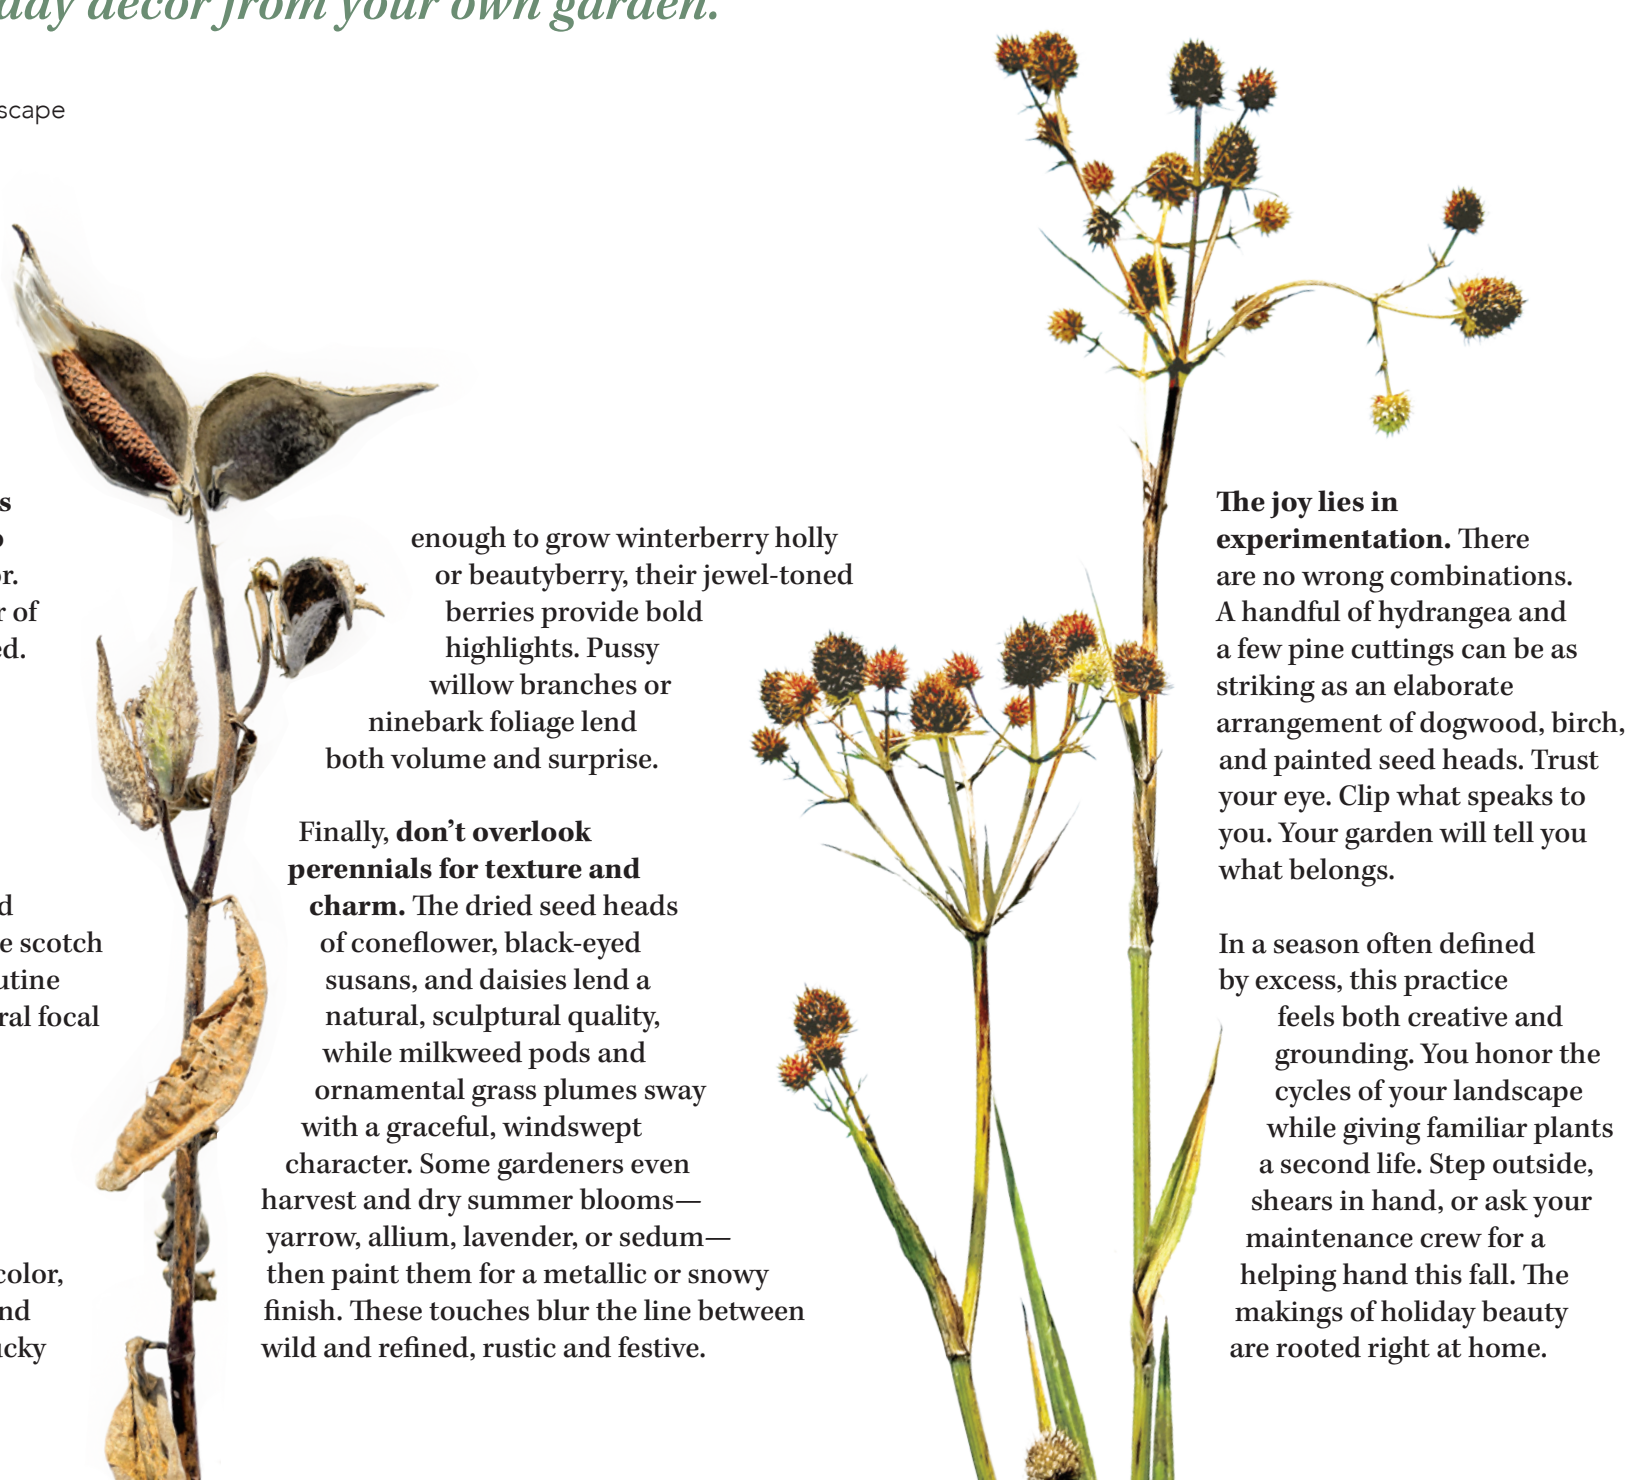 day decor from your own garden.
scape
s
or.
r of
ed.
d
e scotch
utine
ral focal
color,
nd
ucky
enough to grow winterberry holly
or beautyberry, their jewel-toned
berries provide bold
highlights. Pussy
willow branches or
ninebark foliage lend
both volume and surprise.
Finally, don’t overlook
perennials for texture and
charm. The dried seed heads
of coneflower, black-eyed
susans, and daisies lend a
natural, sculptural quality,
while milkweed pods and
ornamental grass plumes sway
with a graceful, windswept
character. Some gardeners even
harvest and dry summer blooms—
yarrow, allium, lavender, or sedum—
then paint them for a metallic or snowy
finish. These touches blur the line between
wild and refined, rustic and festive.
The joy lies in
experimentation. There
are no wrong combinations.
A handful of hydrangea and
a few pine cuttings can be as
striking as an elaborate
arrangement of dogwood, birch,
and painted seed heads. Trust
your eye. Clip what speaks to
you. Your garden will tell you
what belongs.
In a season often defined
by excess, this practice
feels both creative and
grounding. You honor the
cycles of your landscape
while giving familiar plants
a second life. Step outside,
shears in hand, or ask your
maintenance crew for a
helping hand this fall. The
makings of holiday beauty
are rooted right at home.